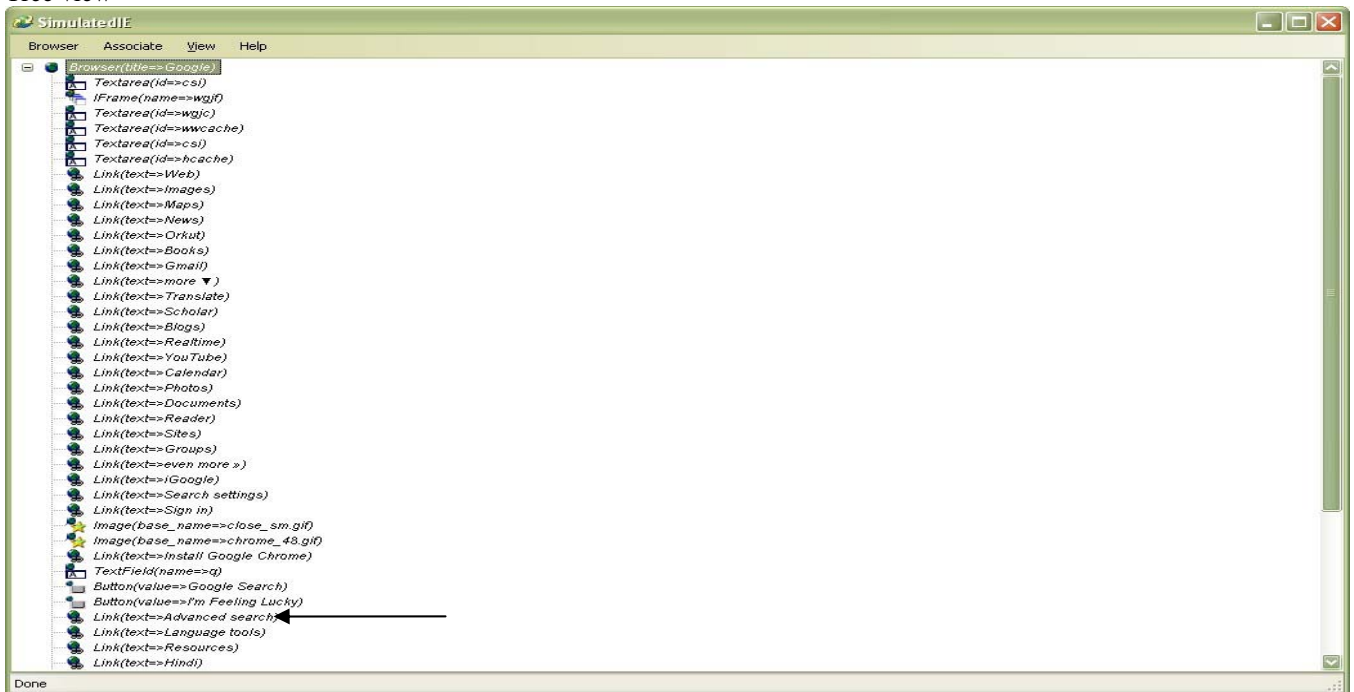 SimulatedIE
Browser Associate View Help
Browser(title=>Google)
Textarea(id=>csi)
IFrame(name=>wgjf)
Textarea(id=>wgjc)
Textarea(id=>wwcache)
Textarea(id=>csi)
Textarea(id=>hcache)
Link(text=>Web)
Link(text=>Images)
Link(text=>Maps)
Link(text=>News)
Link(text=>Orkut)
Link(text=>Books)
Link(text=>Gmail)
Link(text=>more ▼)
Link(text=>Translate)
Link(text=>Scholar)
Link(text=>Blogs)
Link(text=>Realtime)
Link(text=>YouTube)
Link(text=>Calendar)
Link(text=>Photos)
Link(text=>Documents)
Link(text=>Reader)
Link(text=>Sites)
Link(text=>Groups)
Link(text=>even more »)
Link(text=>iGoogle)
Link(text=>Search settings)
Link(text=>Sign in)
Image(base_name=>close_sm.gif)
Image(base_name=>chrome_48.gif)
Link(text=>Install Google Chrome)
TextField(name=>q)
Button(value=>Google Search)
Button(value=>I'm Feeling Lucky)
Link(text=>Advanced search)
Link(text=>Language tools)
Link(text=>Resources)
Link(text=>Hindi)
Done